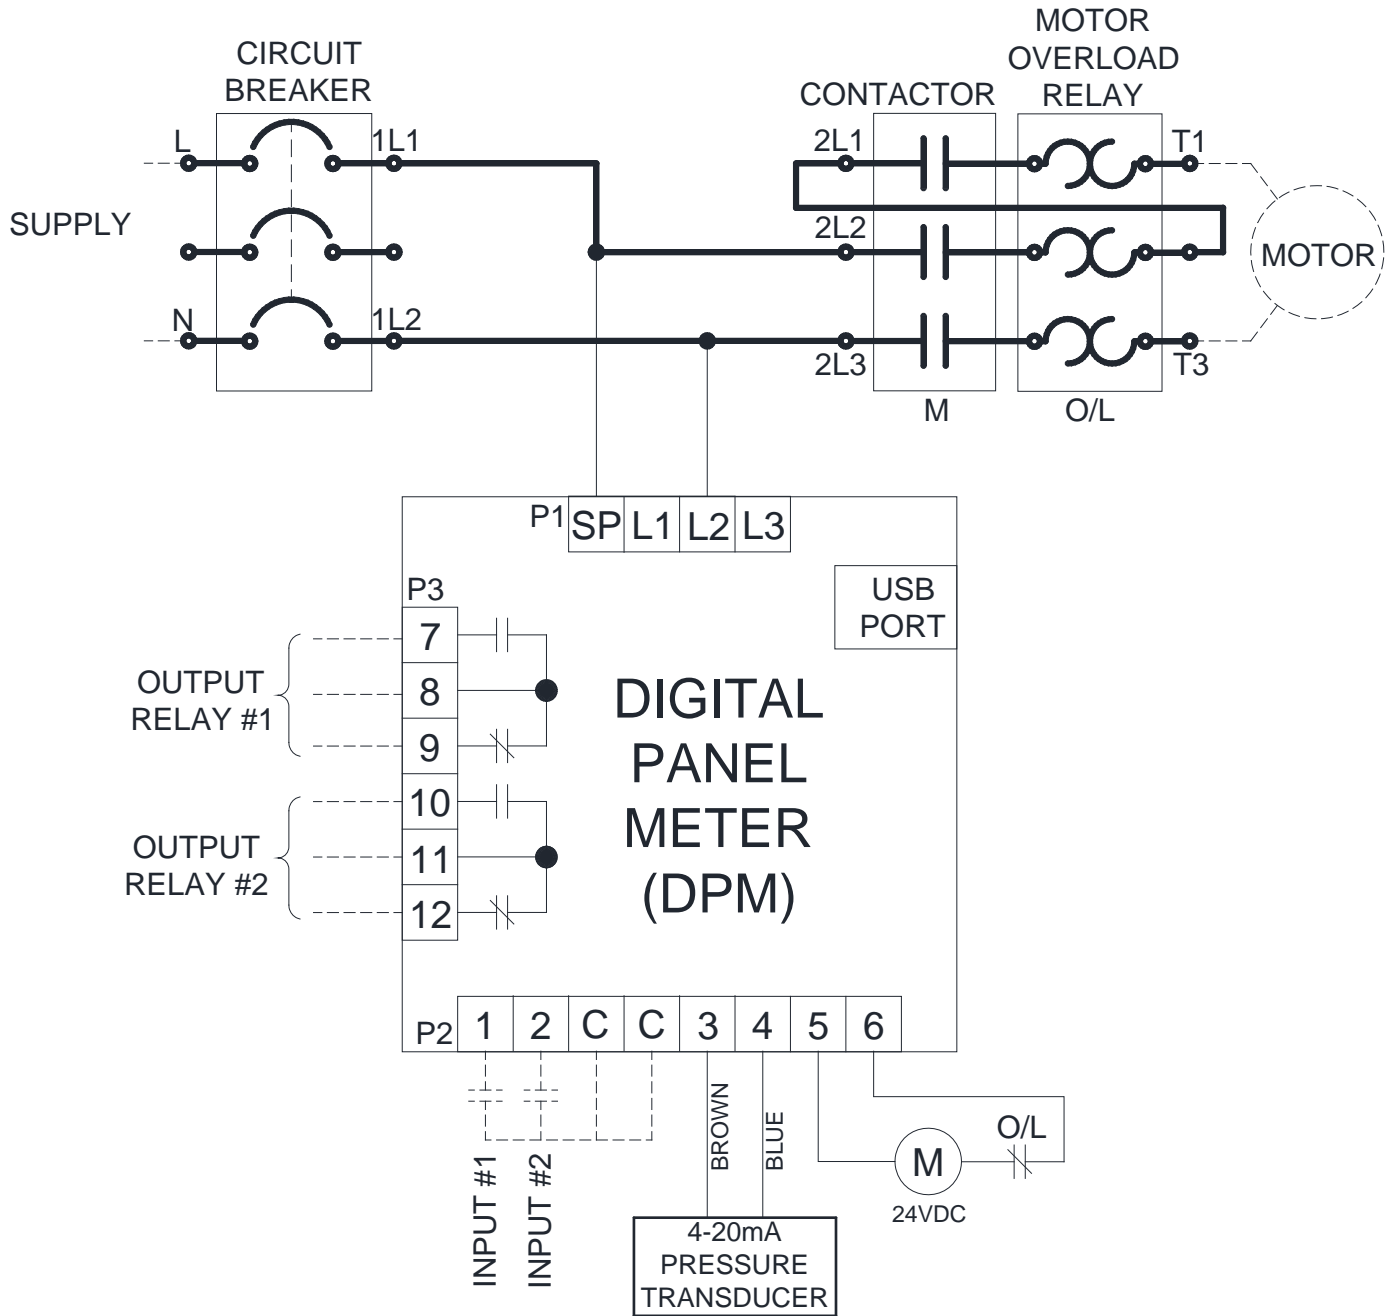 MOTOR
OVERLOAD
RELAY
CIRCUIT
BREAKER
CONTACTOR
L
1L1
2L1
T1
SUPPLY
2L2
MOTOR
N
1L2
2L3
T3
M
O/L
P1
SP L1 L2 L3
USB
PORT
P3
7
8
9
10
11
12
OUTPUT
RELAY #1
OUTPUT
RELAY #2
DIGITAL
PANEL
METER
(DPM)
P2
1 2 C C 3 4 5 6
INPUT #1
INPUT #2
BROWN
BLUE
O/L
M
24VDC
4-20mA
PRESSURE
TRANSDUCER